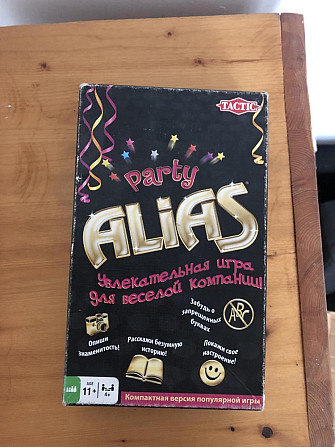 TACTIC
Party
ALIAS
Увлекательная игра
для веселой компании!
Забудь о
запрещенных
буквах
ABC
Опиши
знаменитость!
Расскажи безумную
историю!
Покажи свое
настроение!
AGE
11+
4+
Компактная версия популярной игры